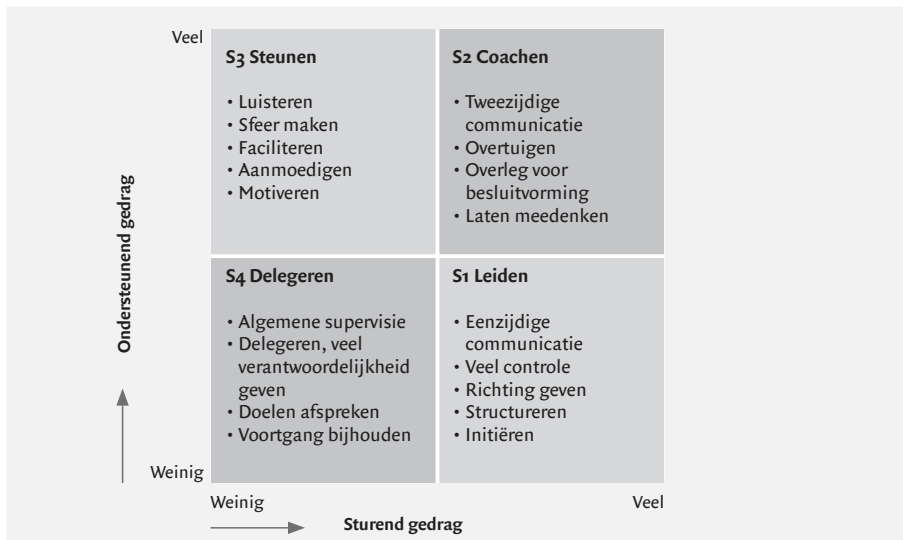 Veel
S3 Steunen
• Luisteren
• Sfeer maken
• Faciliteren
• Aanmoedigen
• Motiveren
S2 Coachen
• Tweezijdige
communicatie
• Overtuigen
• Overleg voor
besluitvorming
• Laten meedenken
Ondersteunend gedrag
S4 Delegeren
• Algemene supervisie
• Delegeren, veel
verantwoordelijkheid
geven
• Doelen afspreken
• Voortgang bijhouden
S1 Leiden
• Eenzijdige
communicatie
• Veel controle
• Richting geven
• Structureren
• Initiëren
Weinig
Weinig
Veel
Sturend gedrag